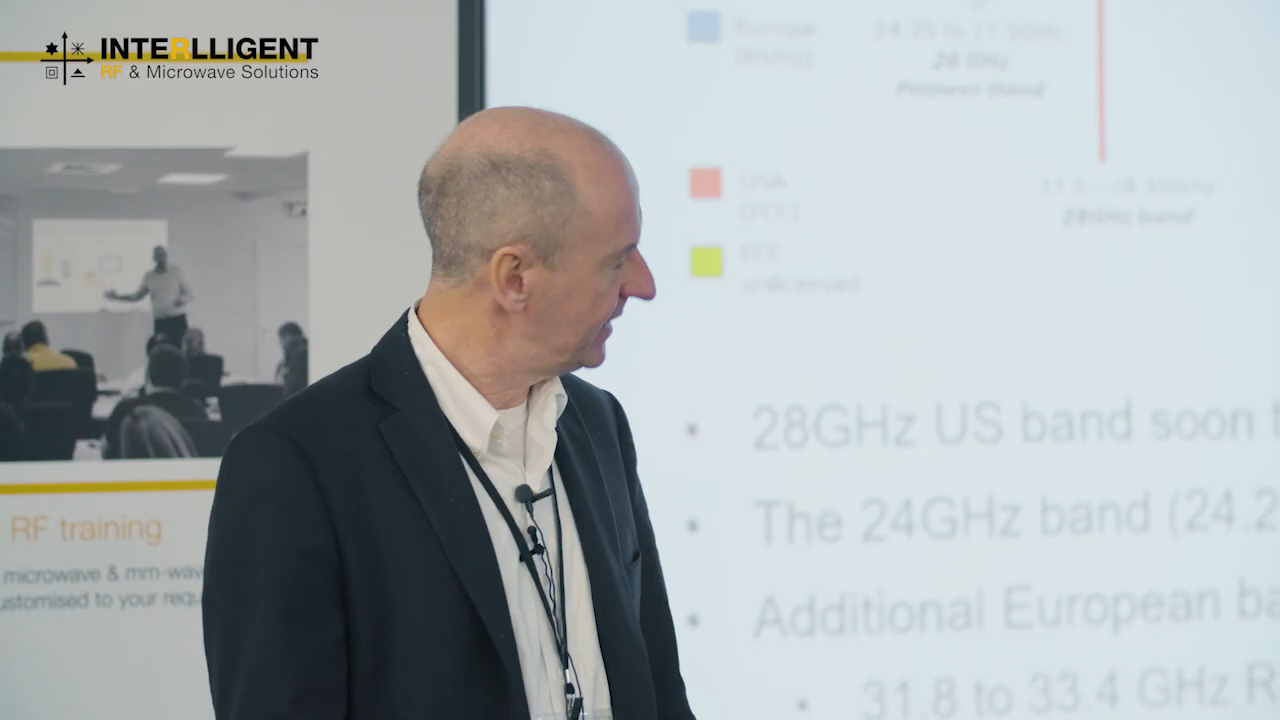 INTERLLIGENT
RF & Microwave Solutions
RF training
microwave & mm-wav
ustomised to your requ
Europe
24.25 to 27.5GHz
26 GHz
Pioneer Band
USA
(FCC)
27.5 – 28.35GHz
28GHz band
FCC
unlicensed
• 28GHz US band soon t
• The 24GHz band (24.2
• Additional European ba
• 31.8 to 33.4 GHz R